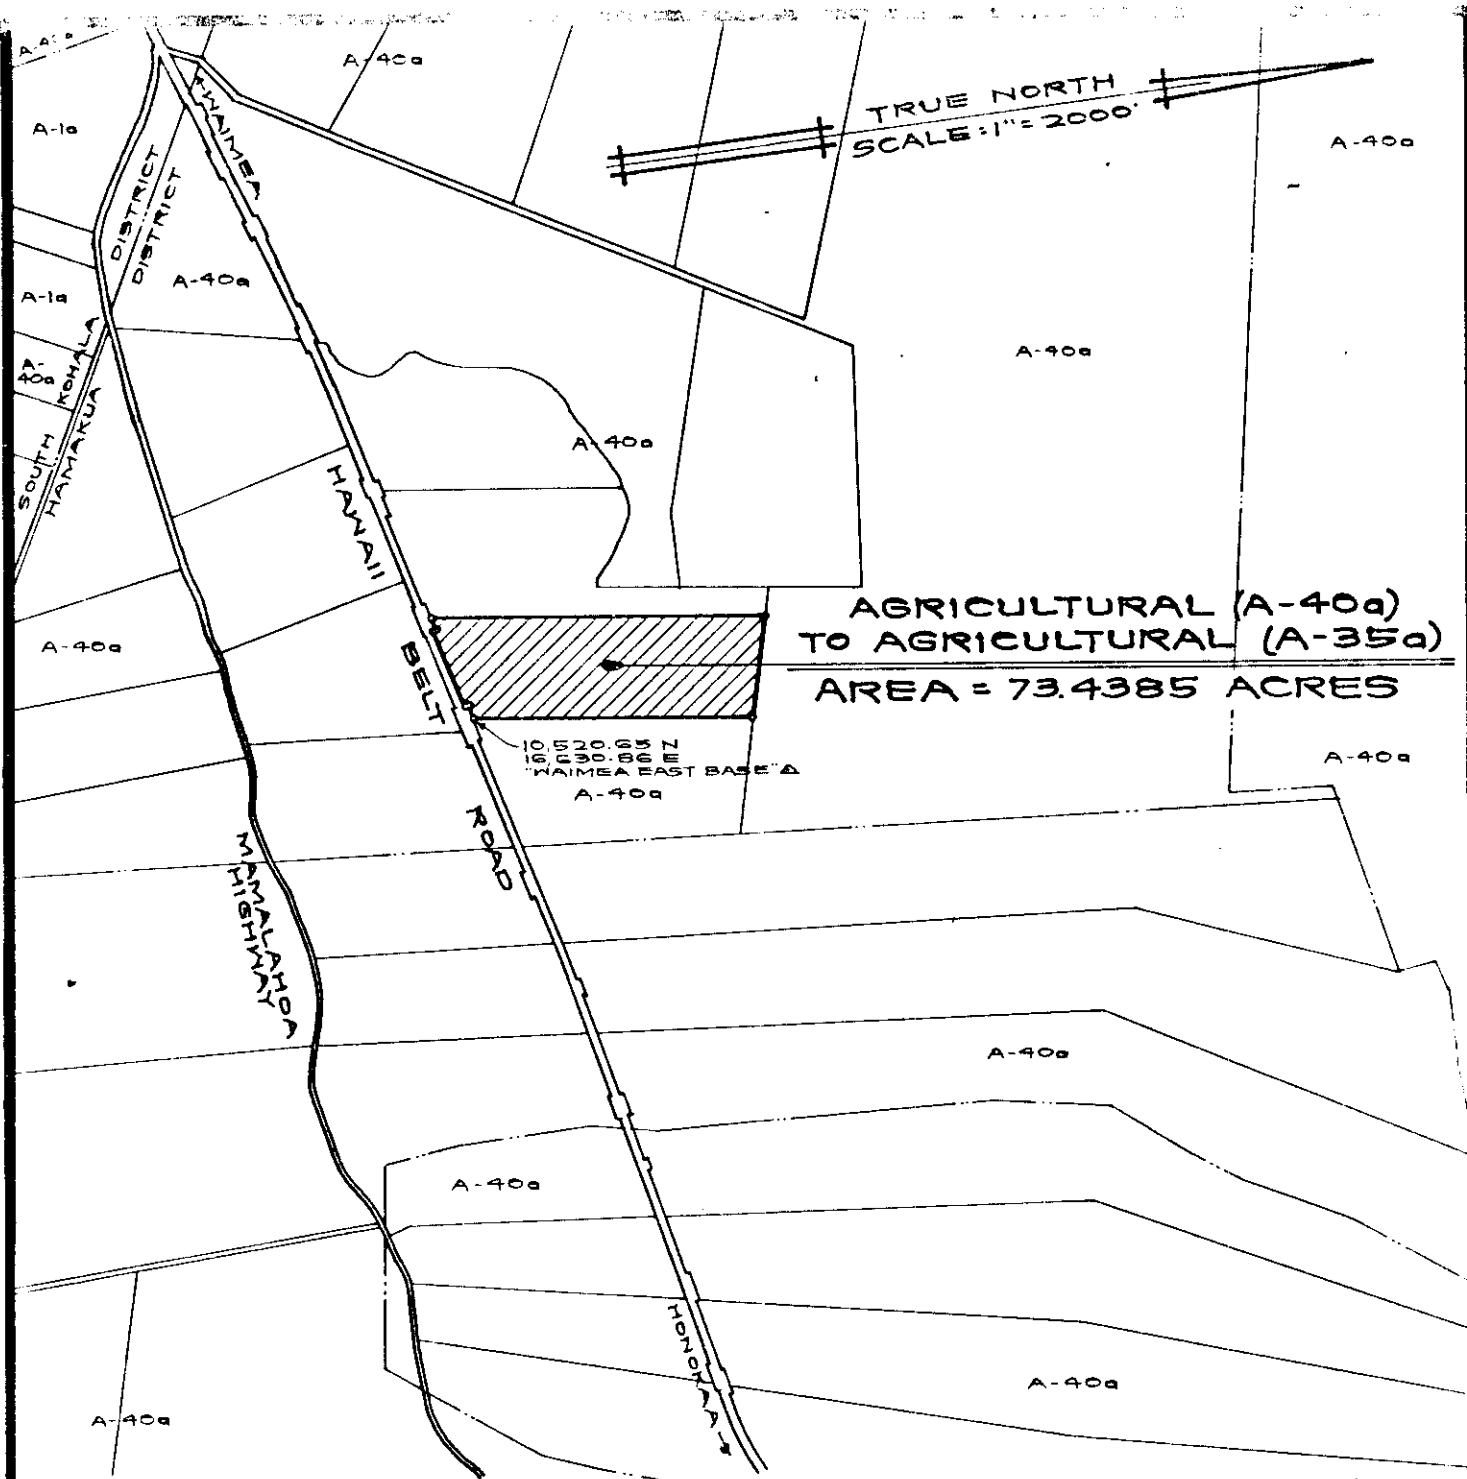 A-40a
A-40a
TRUE NORTH
SCALE: 1" = 2000'
A-1a
A-40a
←WAIMEA
DISTRICT
DISTRICT
A-40a
A-1a
A-40a
A-
40a
SOUTH KOHALA
HAMAKUA
A-40a
HAWAII BELT ROAD
AGRICULTURAL (A-40a)
TO AGRICULTURAL (A-35a)
AREA = 73.4385 ACRES
A-40a
10,520.65 N
16,630.86 E
"WAIMEA EAST BASE" △
A-40a
A-40a
MAMALAHOA
HIGHWAY
A-40a
A-40a
HONOKAA→
A-40a
A-40a